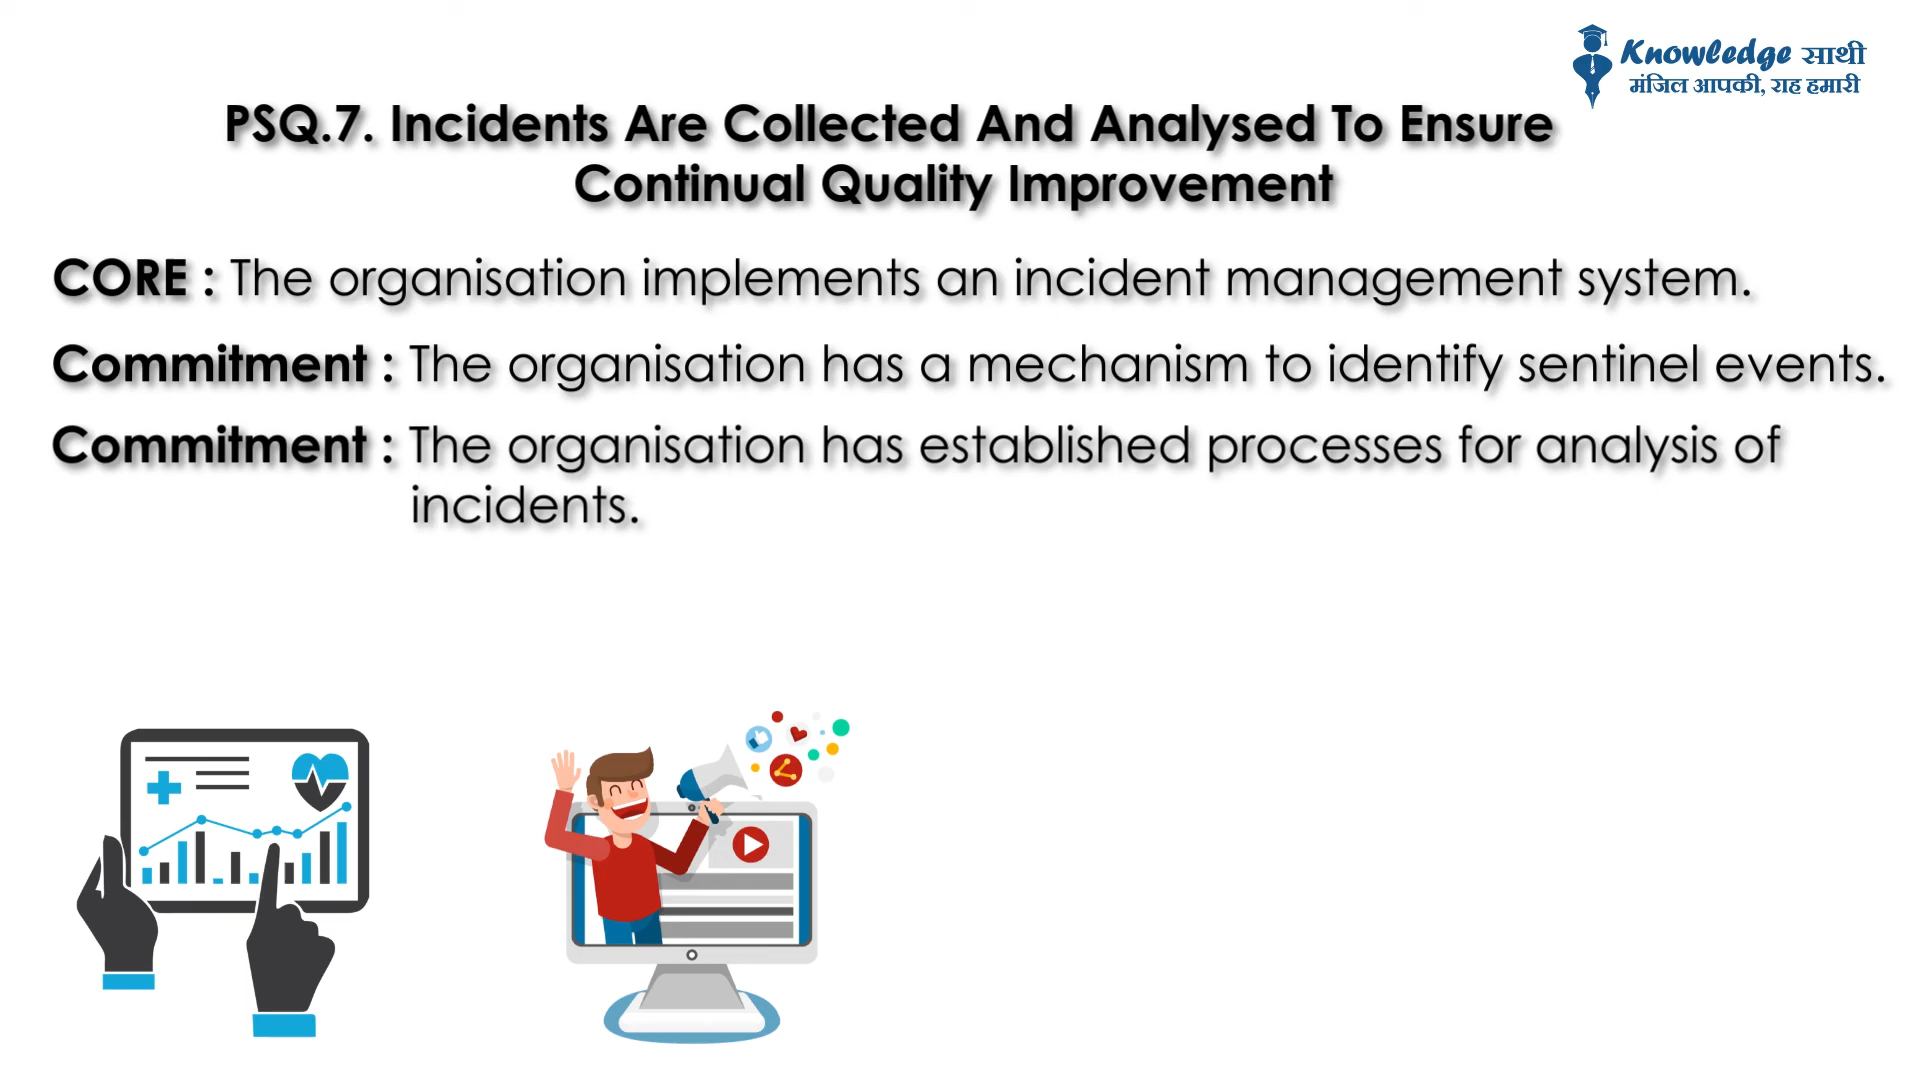 Knowledge साथी
मंजिल आपकी, राह हमारी
PSQ.7. Incidents Are Collected And Analysed To Ensure
Continual Quality Improvement
CORE : The organisation implements an incident management system.
Commitment : The organisation has a mechanism to identify sentinel events.
Commitment : The organisation has established processes for analysis of
incidents.